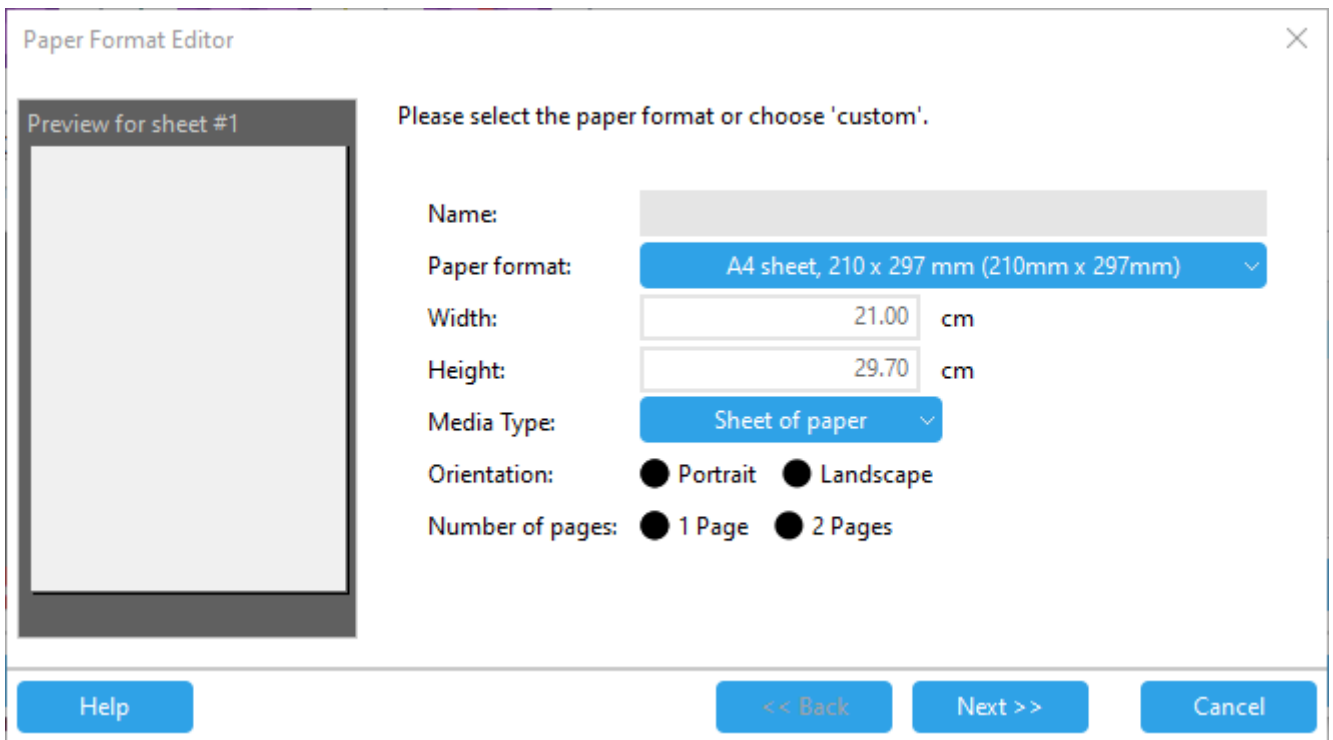 Paper Format Editor
Preview for sheet #1
Please select the paper format or choose 'custom'.
Name:
Paper format: A4 sheet, 210 x 297 mm (210mm x 297mm)
Width: 21.00 cm
Height: 29.70 cm
Media Type: Sheet of paper
Orientation: Portrait Landscape
Number of pages: 1 Page 2 Pages
Help << Back Next >> Cancel